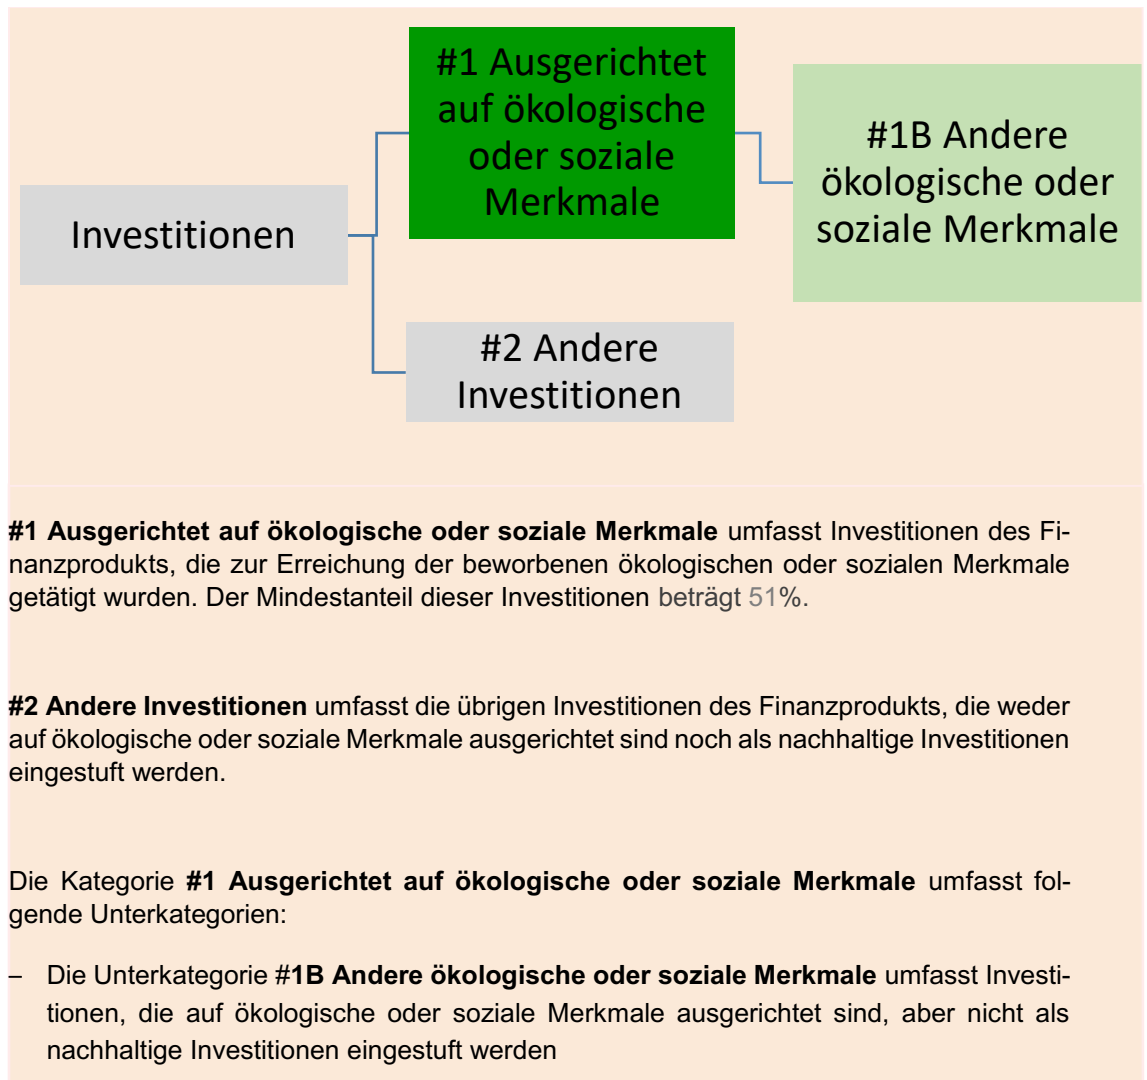 #1 Ausgerichtet
auf ökologische
oder soziale
Merkmale
#1B Andere
ökologische oder
soziale Merkmale
Investitionen
#2 Andere
Investitionen
#1 Ausgerichtet auf ökologische oder soziale Merkmale umfasst Investitionen des Fi-
nanzprodukts, die zur Erreichung der beworbenen ökologischen oder sozialen Merkmale
getätigt wurden. Der Mindestanteil dieser Investitionen beträgt 51%.
#2 Andere Investitionen umfasst die übrigen Investitionen des Finanzprodukts, die weder
auf ökologische oder soziale Merkmale ausgerichtet sind noch als nachhaltige Investitionen
eingestuft werden.
Die Kategorie #1 Ausgerichtet auf ökologische oder soziale Merkmale umfasst fol-
gende Unterkategorien:
– Die Unterkategorie #1B Andere ökologische oder soziale Merkmale umfasst Investi-
tionen, die auf ökologische oder soziale Merkmale ausgerichtet sind, aber nicht als
nachhaltige Investitionen eingestuft werden